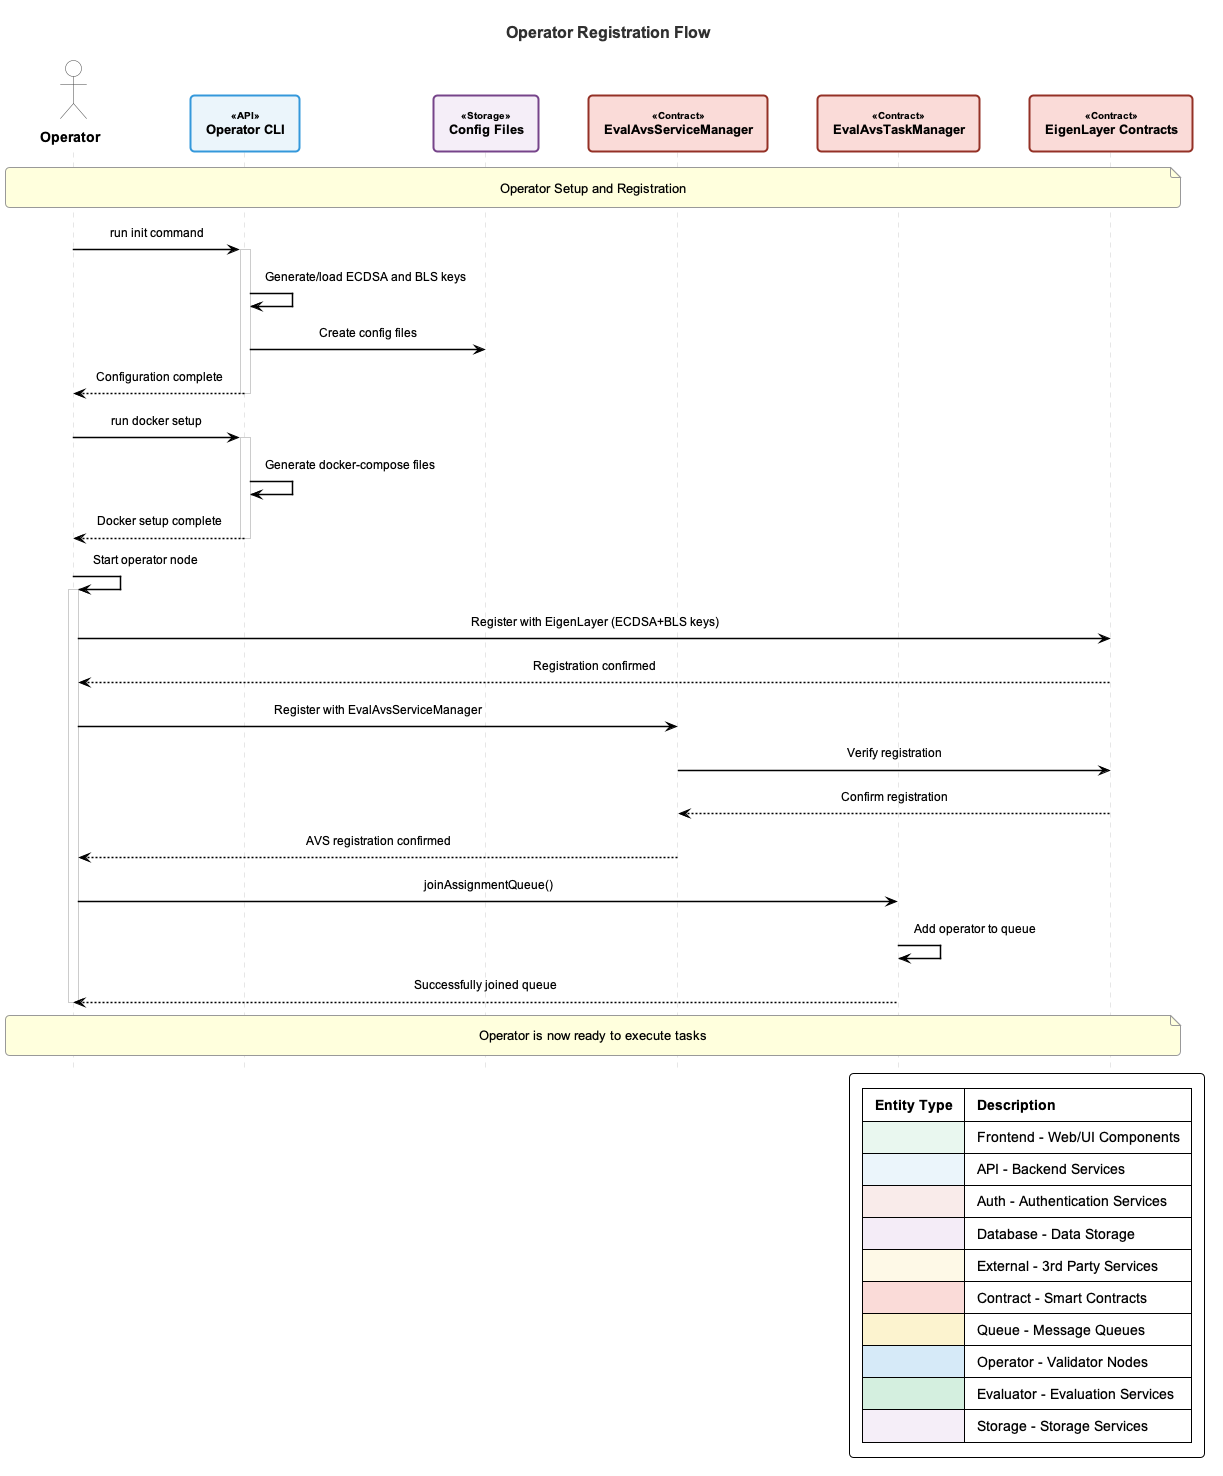 Operator Registration Flow
Operator
«API»
Operator CLI
«Storage»
Config Files
«Contract»
EvalAvsServiceManager
«Contract»
EvalAvsTaskManager
«Contract»
EigenLayer Contracts
Operator Setup and Registration
run init command
Generate/load ECDSA and BLS keys
Create config files
Configuration complete
run docker setup
Generate docker-compose files
Docker setup complete
Start operator node
Register with EigenLayer (ECDSA+BLS keys)
Registration confirmed
Register with EvalAvsServiceManager
Verify registration
Confirm registration
AVS registration confirmed
joinAssignmentQueue()
Add operator to queue
Successfully joined queue
Operator is now ready to execute tasks
Entity Type Description
Frontend - Web/UI Components
API - Backend Services
Auth - Authentication Services
Database - Data Storage
External - 3rd Party Services
Contract - Smart Contracts
Queue - Message Queues
Operator - Validator Nodes
Evaluator - Evaluation Services
Storage - Storage Services